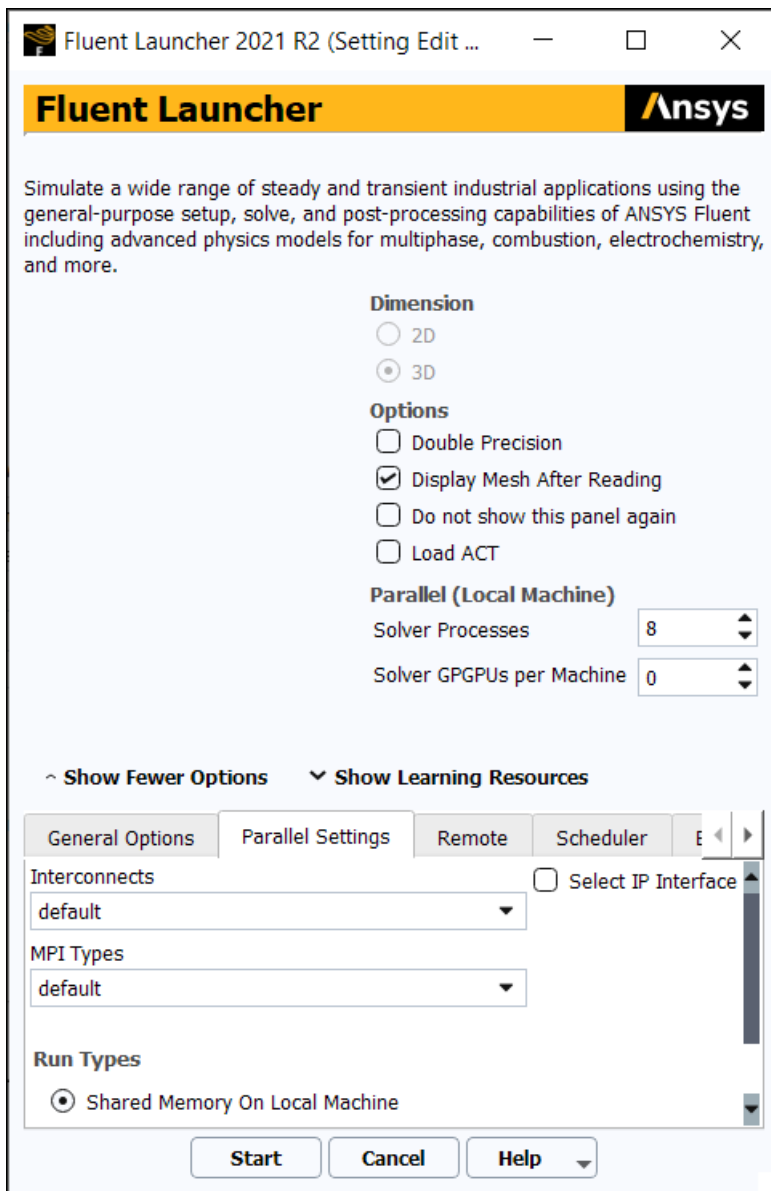 Fluent Launcher 2021 R2 (Setting Edit ...
Fluent Launcher
Ansys
Simulate a wide range of steady and transient industrial applications using the
general-purpose setup, solve, and post-processing capabilities of ANSYS Fluent
including advanced physics models for multiphase, combustion, electrochemistry,
and more.
Dimension
2D
3D
Options
Double Precision
Display Mesh After Reading
Do not show this panel again
Load ACT
Parallel (Local Machine)
Solver Processes 8
Solver GPGPUs per Machine 0
Show Fewer Options Show Learning Resources
General Options Parallel Settings Remote Scheduler
Interconnects Select IP Interface
default
MPI Types
default
Run Types
Shared Memory On Local Machine
Start Cancel Help